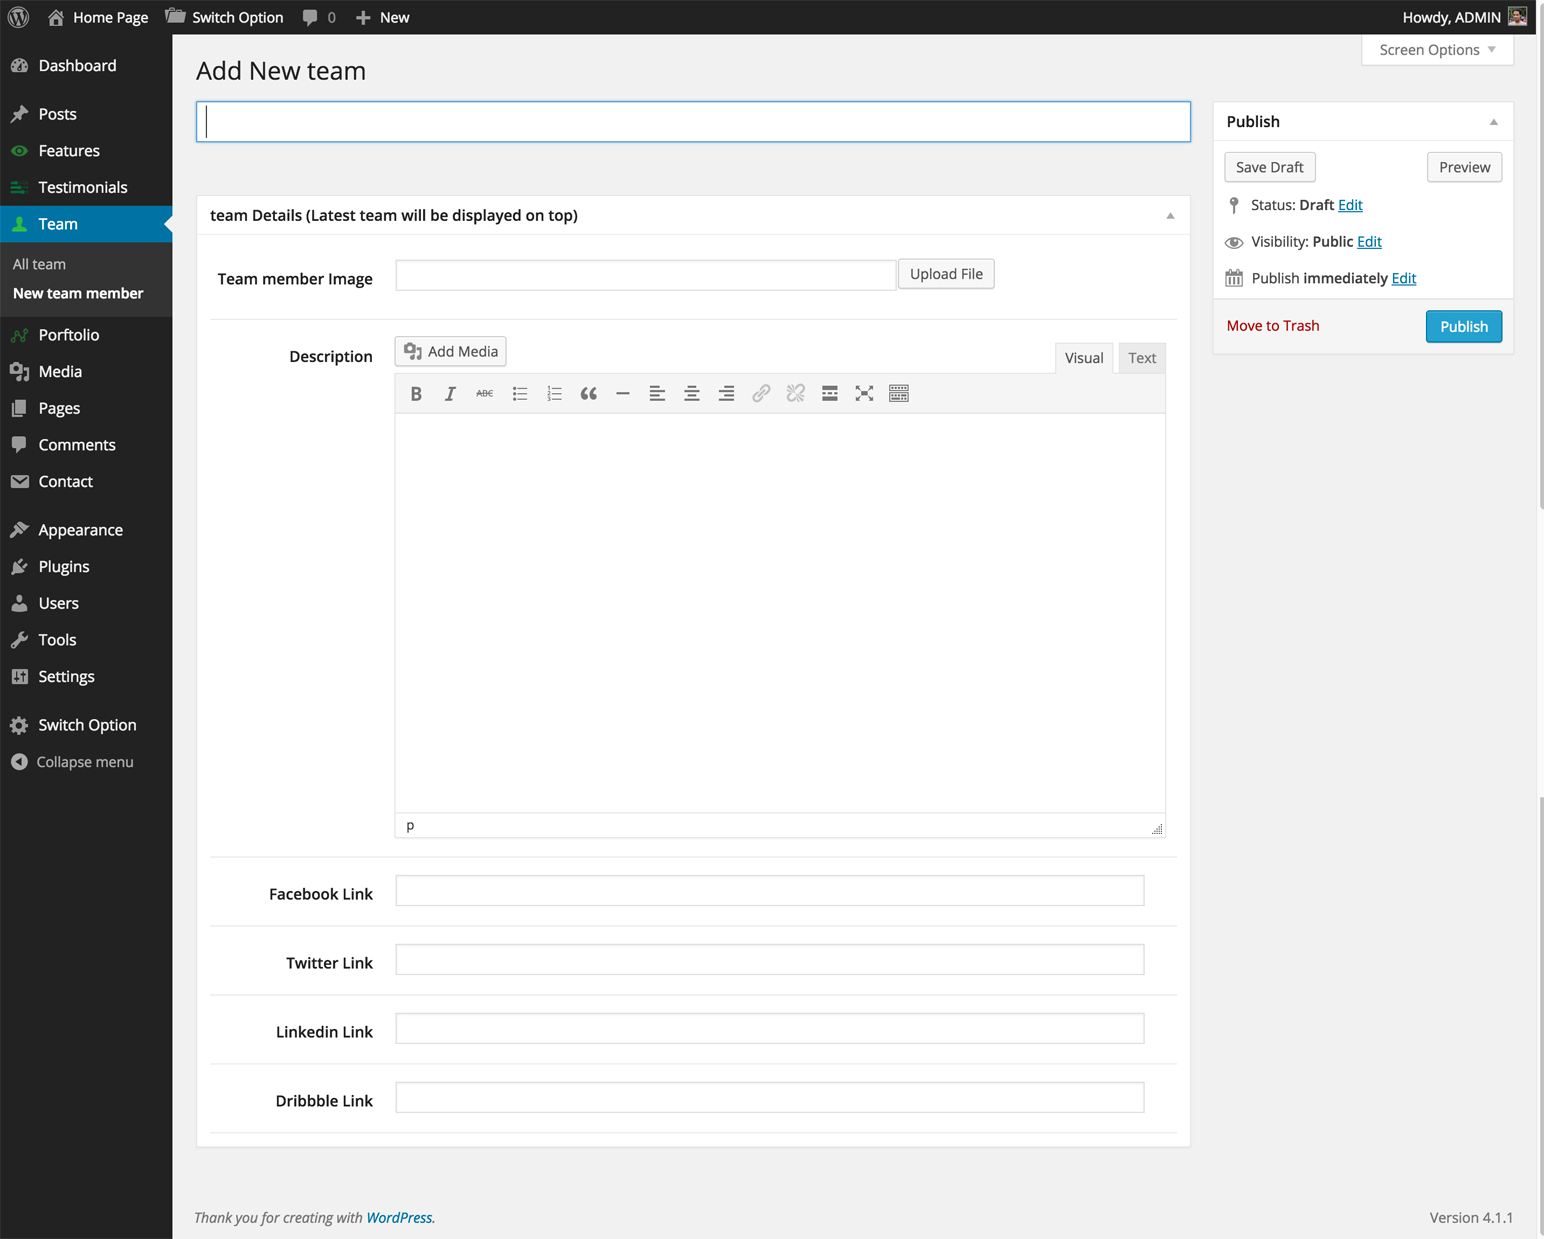 Home Page Switch Option 0 New Howdy, ADMIN
Screen Options
Dashboard
Posts
Features
Testimonials
Team
All team
New team member
Porftolio
Media
Pages
Comments
Contact
Appearance
Plugins
Users
Tools
Settings
Switch Option
Collapse menu
Add New team
team Details (Latest team will be displayed on top)
Team member Image Upload File
Description Add Media
Visual Text
B I ABC
p
Facebook Link
Twitter Link
Linkedin Link
Dribbble Link
Publish
Save Draft Preview
Status: Draft Edit
Visibility: Public Edit
Publish immediately Edit
Move to Trash Publish
Thank you for creating with WordPress. Version 4.1.1